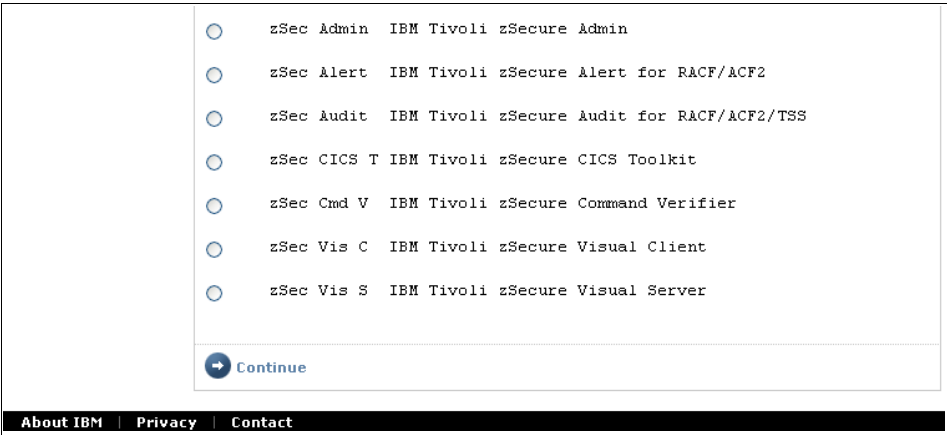 zSec Admin  IBM Tivoli zSecure Admin
zSec Alert  IBM Tivoli zSecure Alert for RACF/ACF2
zSec Audit  IBM Tivoli zSecure Audit for RACF/ACF2/TSS
zSec CICS T IBM Tivoli zSecure CICS Toolkit
zSec Cmd V  IBM Tivoli zSecure Command Verifier
zSec Vis C  IBM Tivoli zSecure Visual Client
zSec Vis S  IBM Tivoli zSecure Visual Server
Continue
About IBM | Privacy | Contact